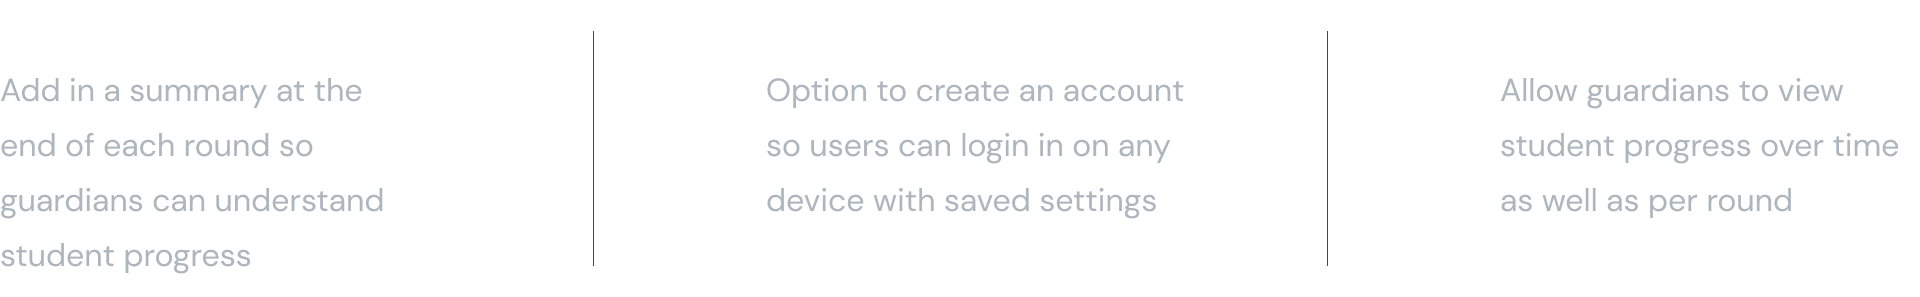 Add in a summary at the
end of each round so
guardians can understand
student progress
Option to create an account
so users can login in on any
device with saved settings
Allow guardians to view
student progress over time
as well as per round